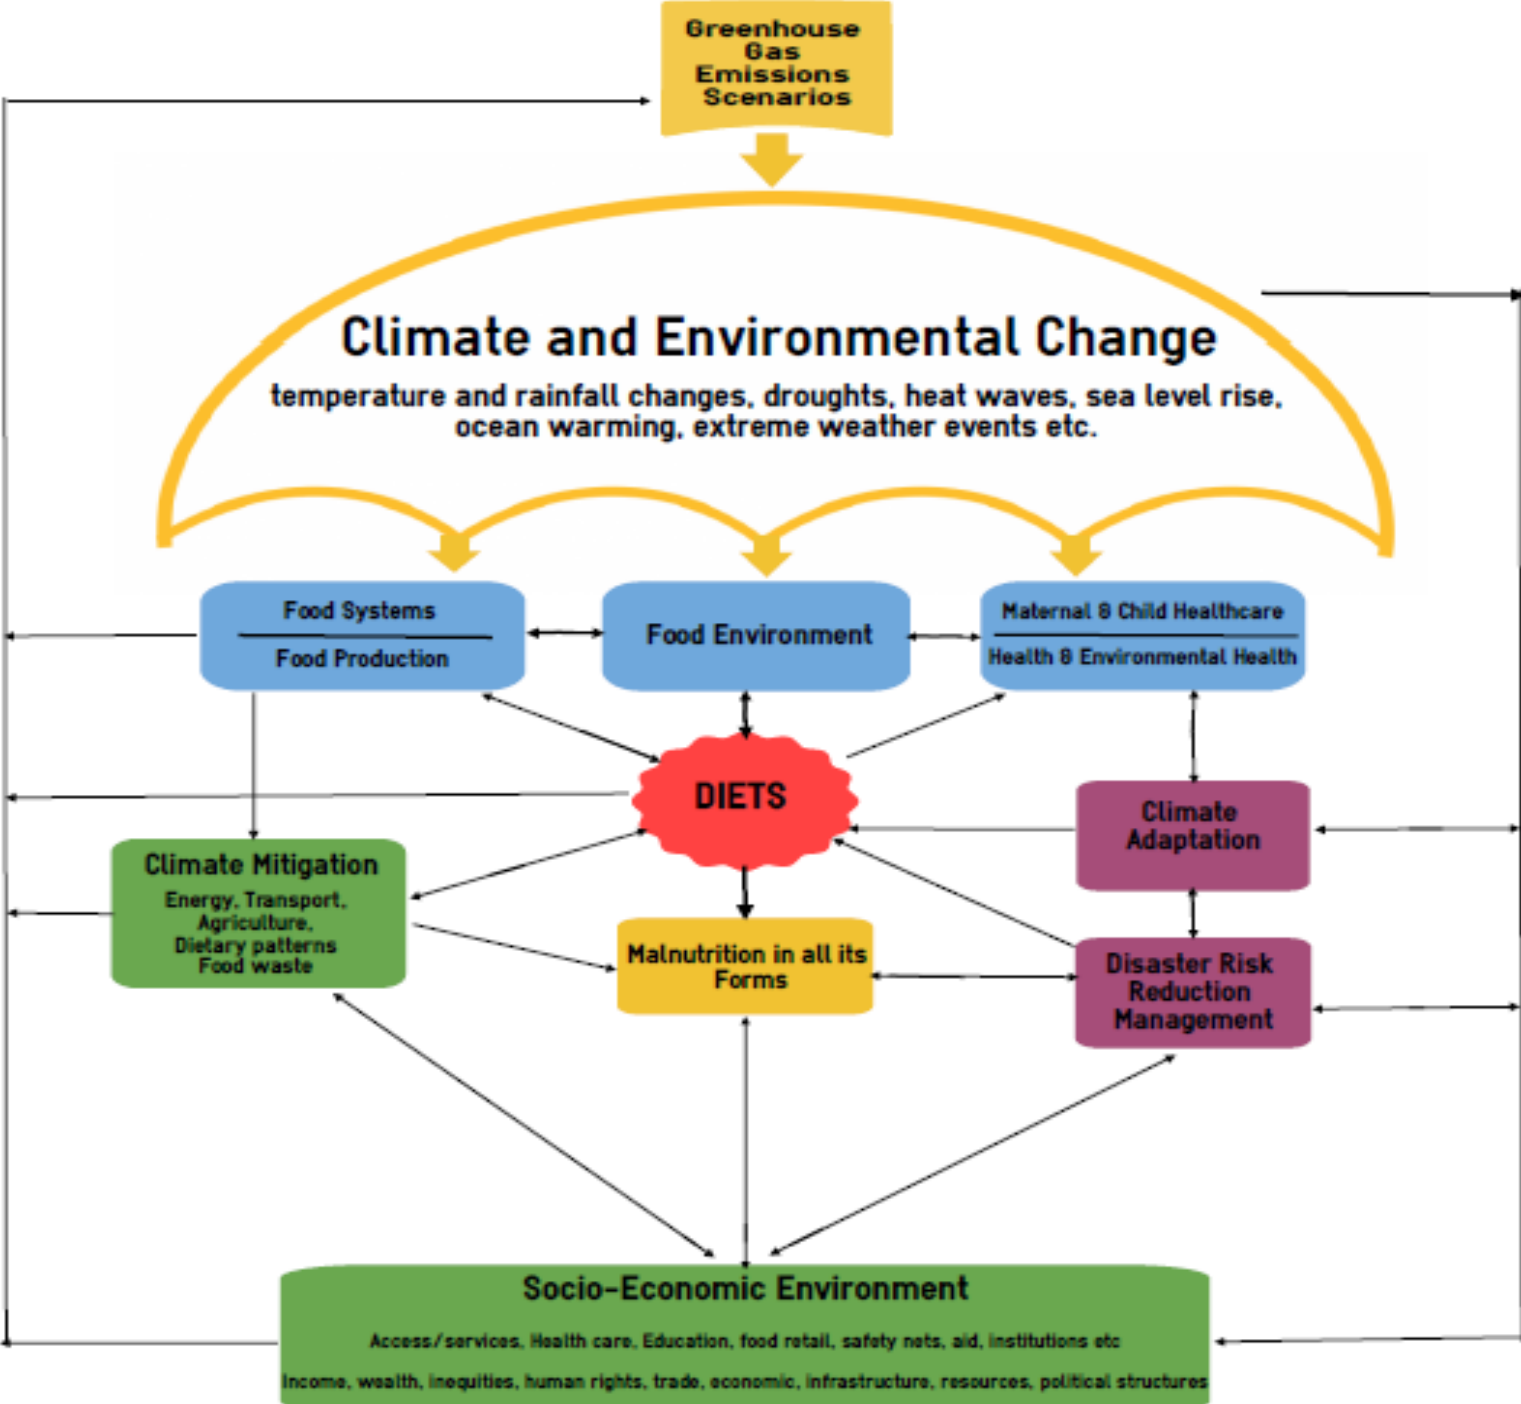 Greenhouse
Gas
Emissions
Scenarios
Climate and Environmental Change
temperature and rainfall changes, droughts, heat waves, sea level rise,
ocean warming, extreme weather events etc.
Food Systems
Food Production
Food Environment
Maternal & Child Healthcare
Health & Environmental Health
DIETS
Climate
Adaptation
Climate Mitigation
Energy, Transport,
Agriculture,
Dietary patterns
Food waste
Malnutrition in all its
Forms
Disaster Risk
Reduction
Management
Socio-Economic Environment
Access/services, Health care, Education, food retail, safety nets, aid, institutions etc
Income, wealth, inequities, human rights, trade, economic, infrastructure, resources, political structures